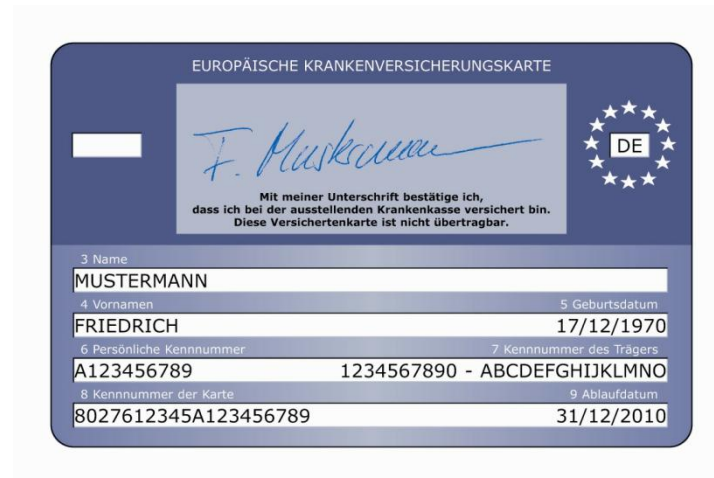 EUROPÄISCHE KRANKENVERSICHERUNGSKARTE
F. Mustermann
DE
Mit meiner Unterschrift bestätige ich,
dass ich bei der ausstellenden Krankenkasse versichert bin.
Diese Versichertenkarte ist nicht übertragbar.
3 Name
MUSTERMANN
4 Vornamen 5 Geburtsdatum
FRIEDRICH 17/12/1970
6 Persönliche Kennnummer 7 Kennnummer des Trägers
A123456789 1234567890 - ABCDEFGHIJKLMNO
8 Kennnummer der Karte 9 Ablaufdatum
8027612345A123456789 31/12/2010